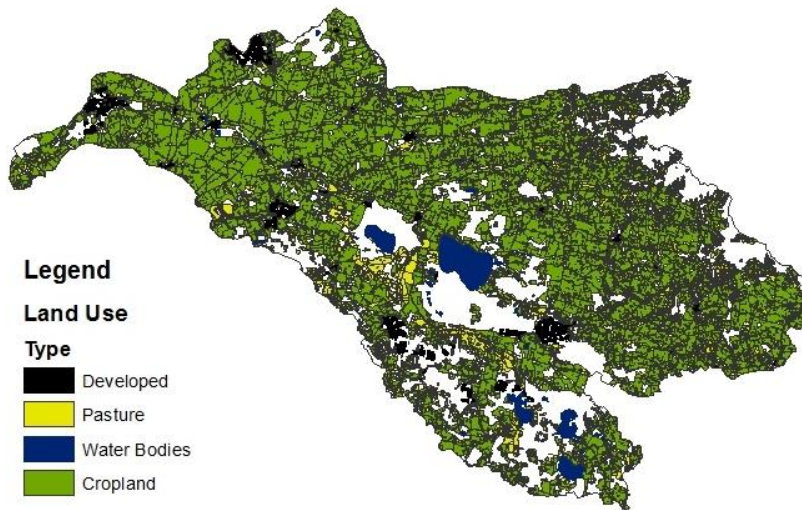 Legend
Land Use
Type
Developed
Pasture
Water Bodies
Cropland